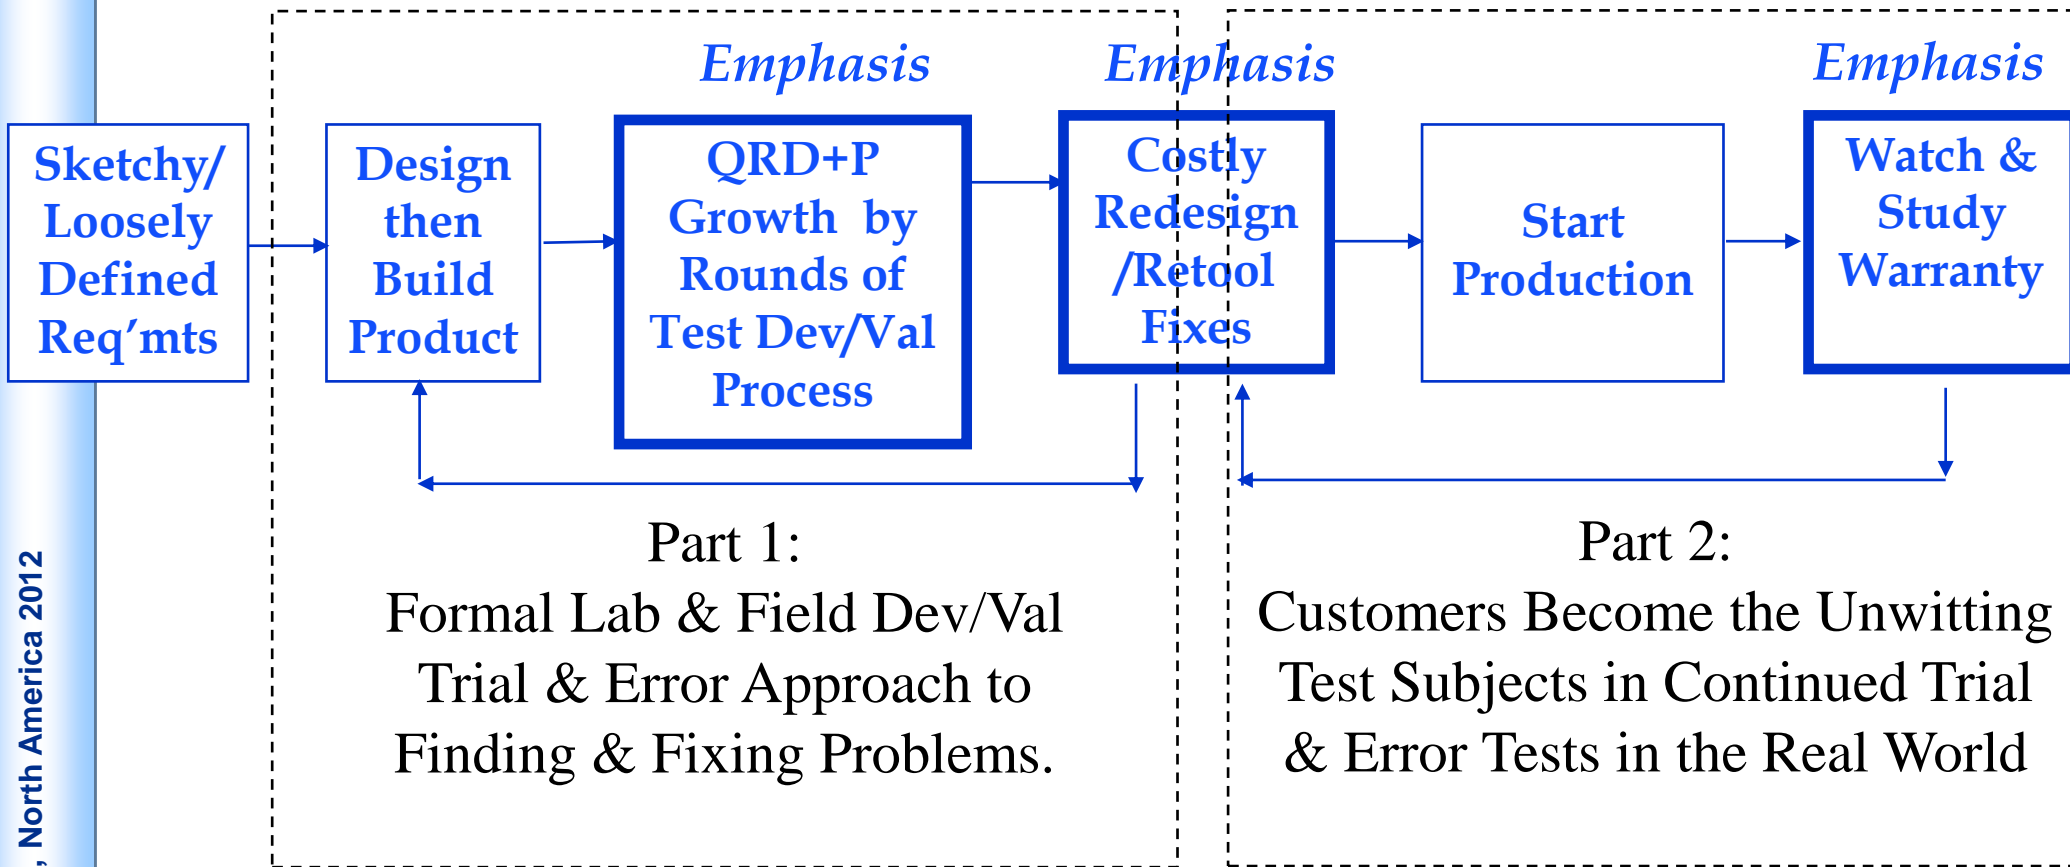 Emphasis
Emphasis
Emphasis
Sketchy/
Loosely
Defined
Req’mts
Design
then
Build
Product
QRD+P
Growth by
Rounds of
Test Dev/Val
Process
Costly
Redesign
/Retool
Fixes
Start
Production
Watch &
Study
Warranty
Part 1:
Formal Lab & Field Dev/Val
Trial & Error Approach to
Finding & Fixing Problems.
Part 2:
Customers Become the Unwitting
Test Subjects in Continued Trial
& Error Tests in the Real World
, North America 2012